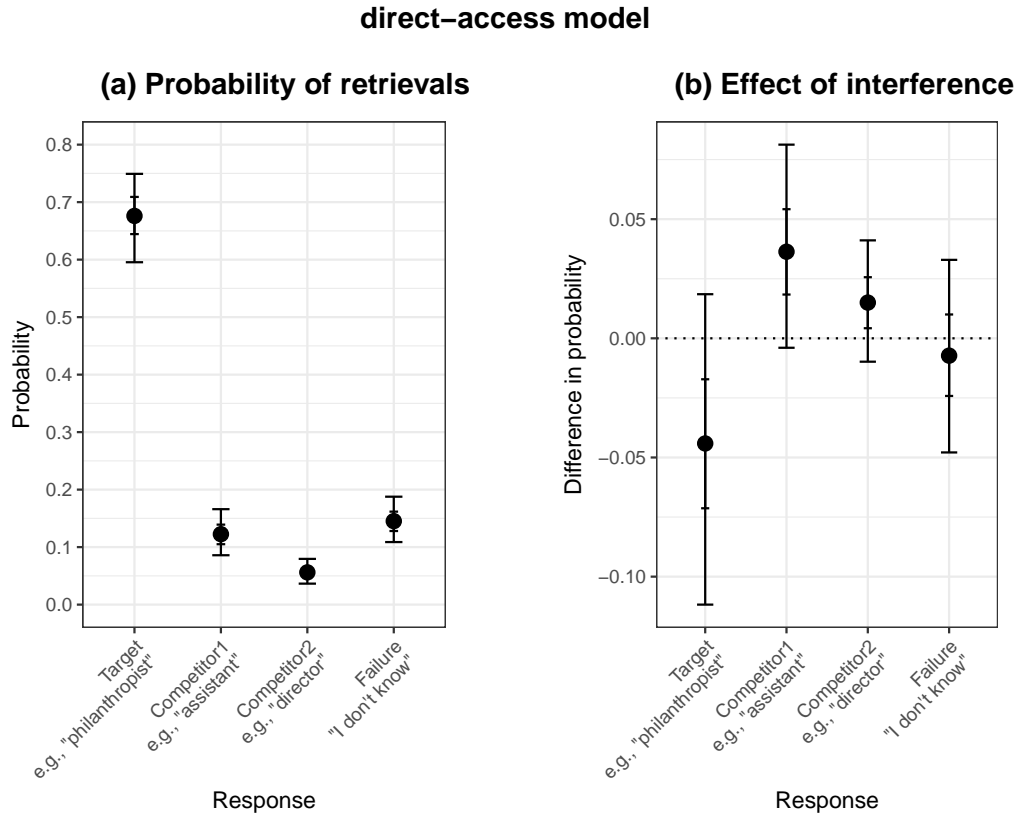 direct−access model
(a) Probability of retrievals
Probability
0.8
0.7
0.6
0.5
0.4
0.3
0.2
0.1
0.0
Target
e.g., "philanthropist"
Competitor1
e.g., "assistant"
Competitor2
e.g., "director"
Failure
"I don't know"
Response
(b) Effect of interference
Difference in probability
0.05
0.00
−0.05
−0.10
Target
e.g., "philanthropist"
Competitor1
e.g., "assistant"
Competitor2
e.g., "director"
Failure
"I don't know"
Response